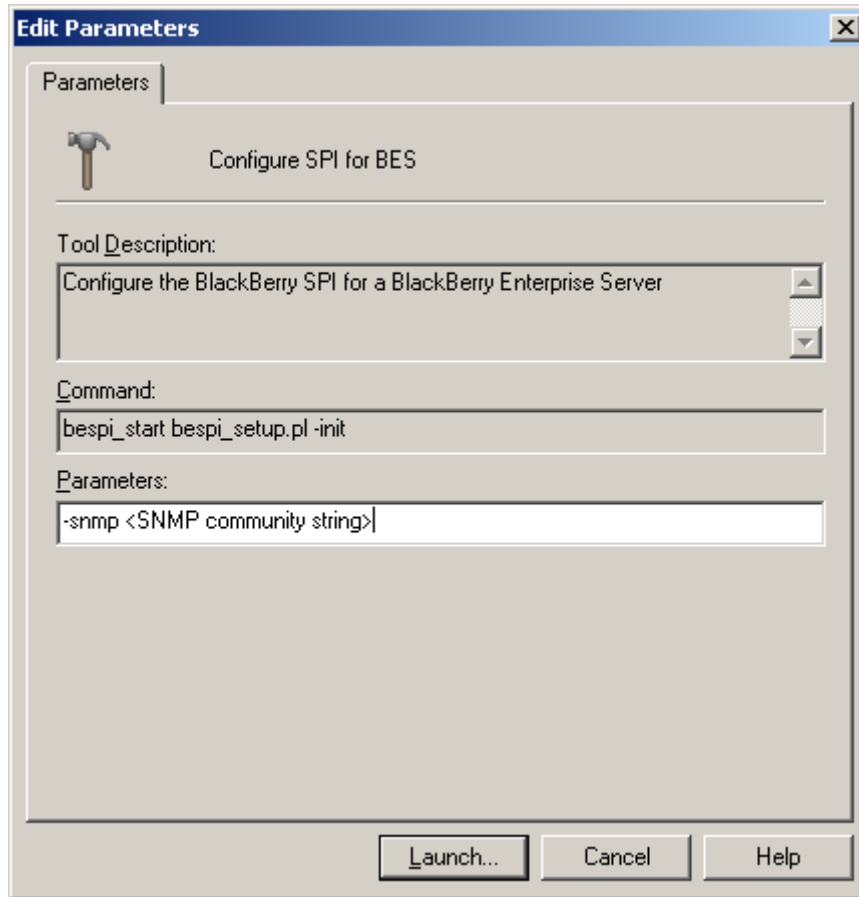 Edit Parameters
Parameters
Configure SPI for BES
Tool Description:
Configure the BlackBerry SPI for a BlackBerry Enterprise Server
Command:
bespi_start bespi_setup.pl -init
Parameters:
-snmp <SNMP community string>
Launch... Cancel Help